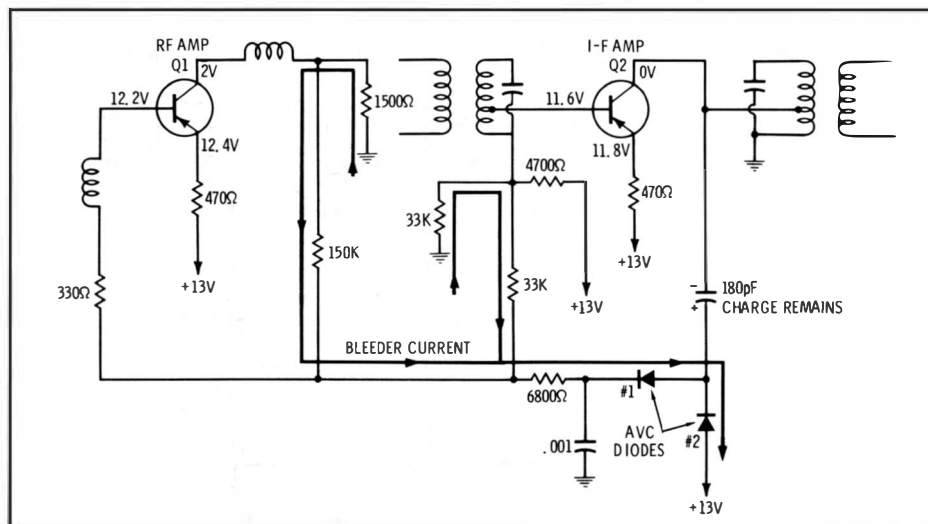 RF AMP
Q1
2V
12.2V
12.4V
470Ω
+13V
330Ω
1500Ω
150K
I-F AMP
Q2
0V
11.6V
11.8V
4700Ω
470Ω
33K
33K
+13V
+13V
-
180pF
+
CHARGE REMAINS
BLEEDER CURRENT
6800Ω
#1
AVC
DIODES
#2
.001
+13V